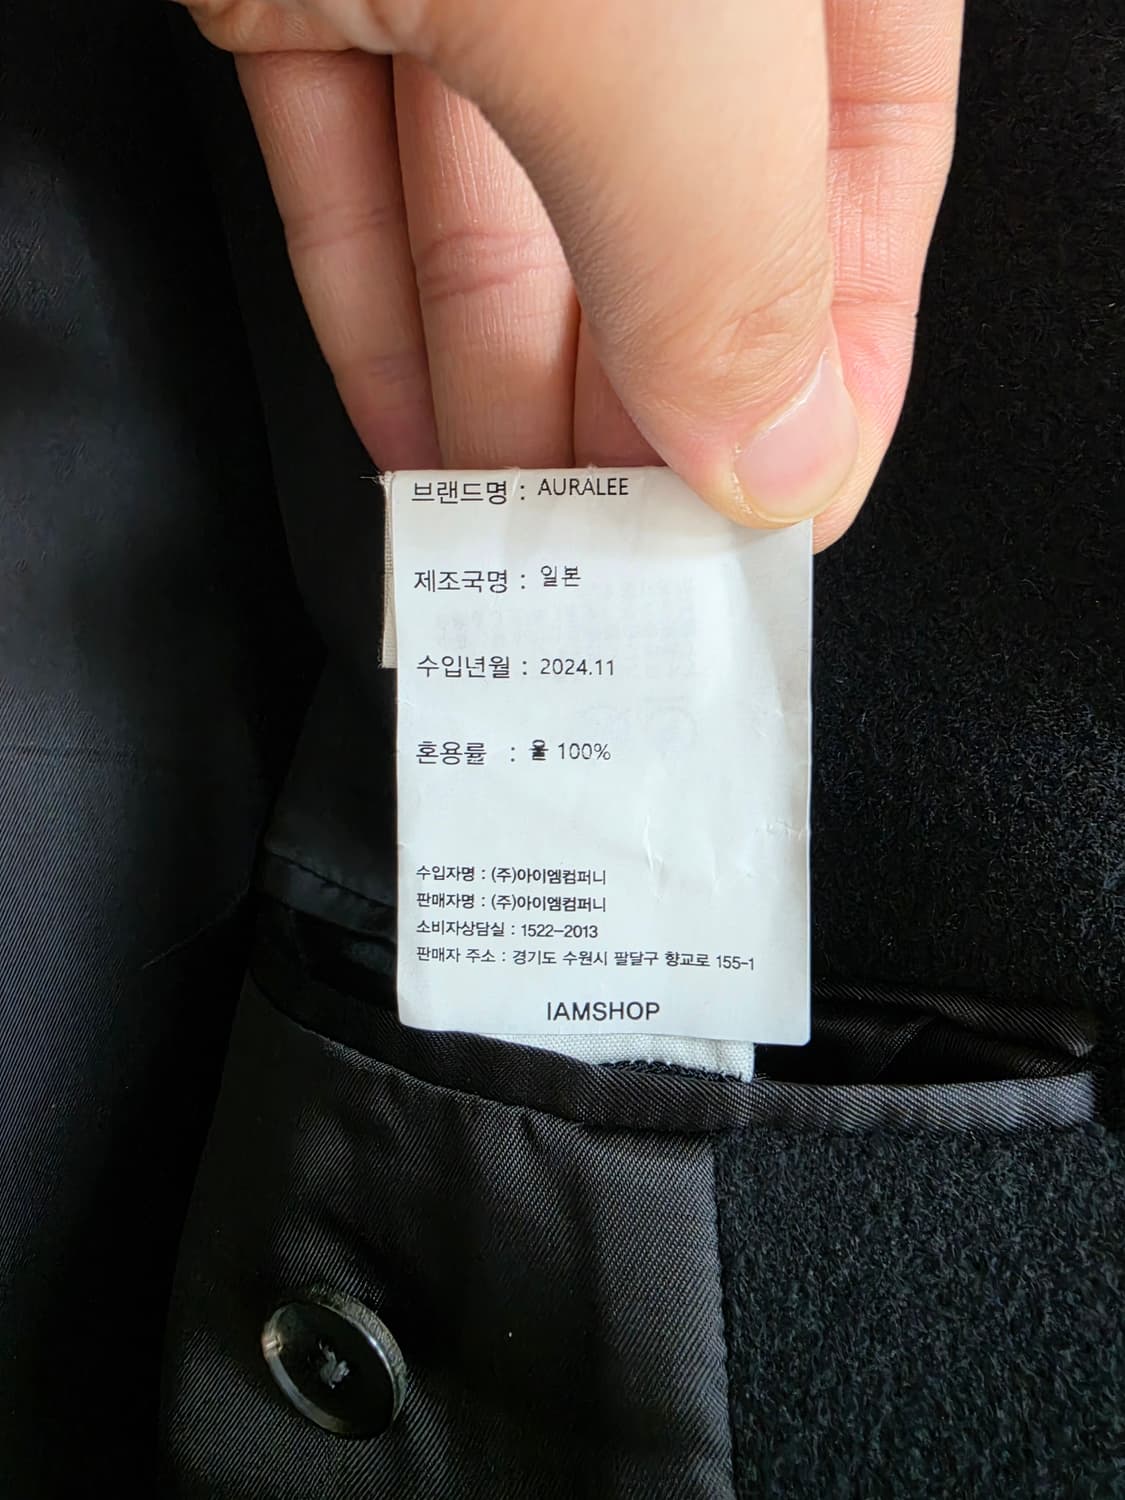 브랜드명 : AURALEE
제조국명 : 일본
수입년월 : 2024.11
혼용률 : 울 100%
수입자명 : (주)아이엠컴퍼니
판매자명 : (주)아이엠컴퍼니
소비자상담실 : 1522-2013
판매자 주소 : 경기도 수원시 팔달구 향교로 155-1
IAMSHOP